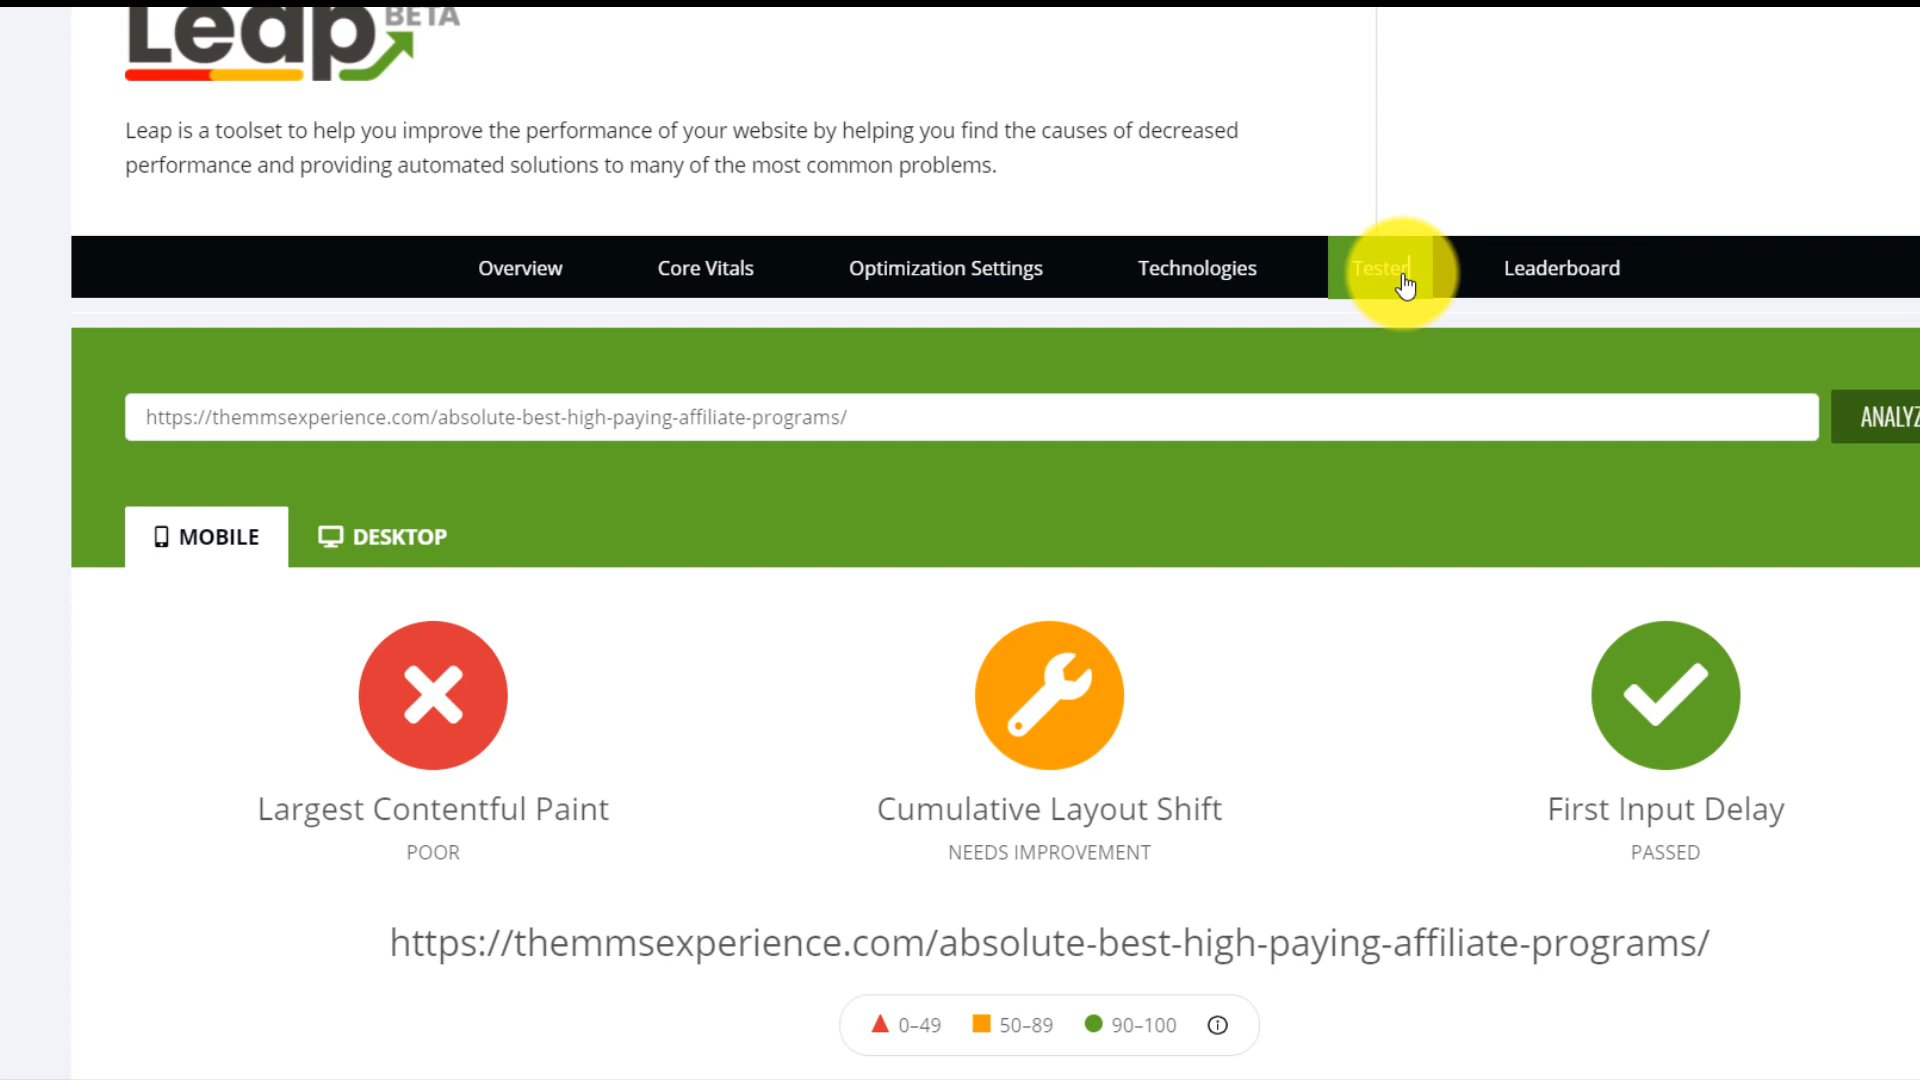 Leap BETA
Leap is a toolset to help you improve the performance of your website by helping you find the causes of decreased
performance and providing automated solutions to many of the most common problems.
Overview Core Vitals Optimization Settings Technologies Tester Leaderboard
https://themmsexperience.com/absolute-best-high-paying-affiliate-programs/ ANALYZ
MOBILE DESKTOP
Largest Contentful Paint Cumulative Layout Shift First Input Delay
POOR NEEDS IMPROVEMENT PASSED
https://themmsexperience.com/absolute-best-high-paying-affiliate-programs/
0–49 50–89 90–100